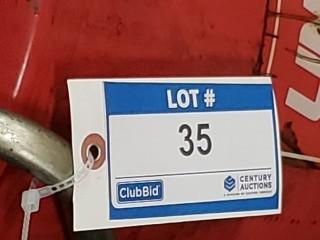 LOT #
35
ClubBid
CENTURY
AUCTIONS